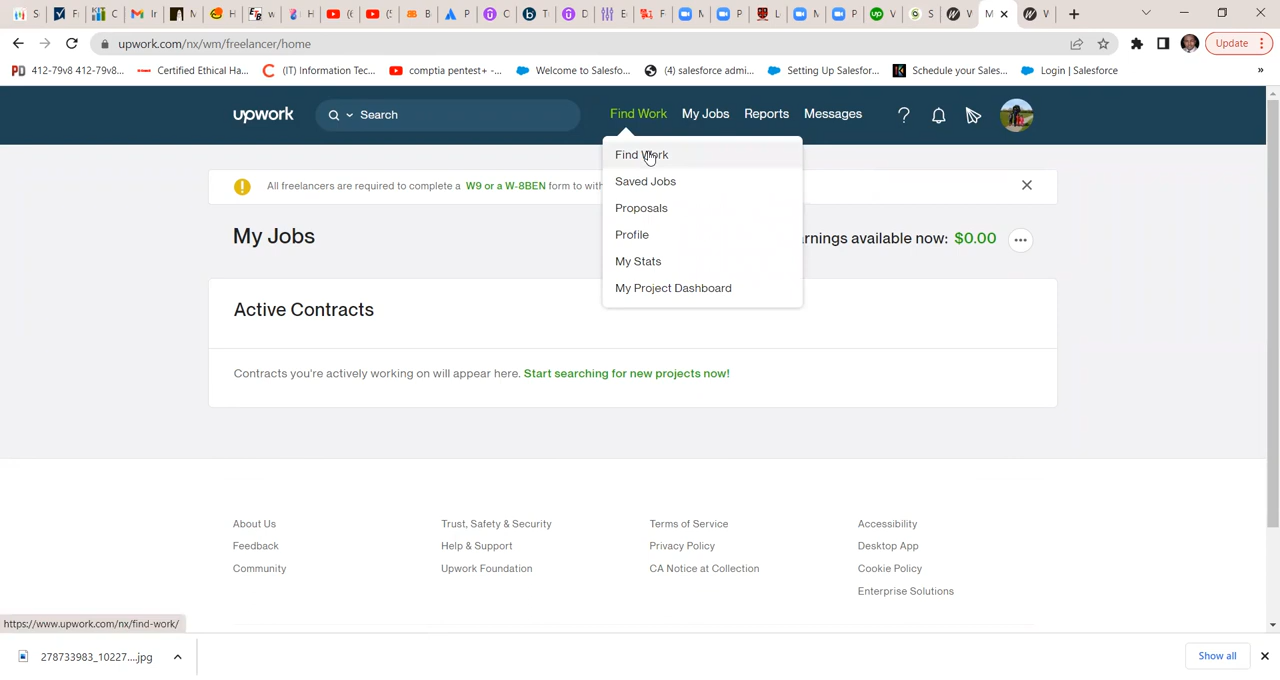 S
F
C
Ir
M
H
E
B
w
H
(6
(5
B
P
C
T
D
E
F
M
P
L
M
P
V
S
V
M
V
upwork.com/nx/wm/freelancer/home
Update
PD 412-79v8 412-79v8...
Certified Ethical Ha...
(IT) Information Tec...
comptia pentest+ -...
Welcome to Salesfo...
(4) salesforce admi...
Setting Up Salesfor...
Schedule your Sales...
Login | Salesforce
»
upwork
Search
Find Work
My Jobs
Reports
Messages
?
Find Work
Saved Jobs
Proposals
Profile
My Stats
My Project Dashboard
All freelancers are required to complete a W9 or a W-8BEN form to with
My Jobs
rnings available now: $0.00
Active Contracts
Contracts you're actively working on will appear here. Start searching for new projects now!
About Us
Trust, Safety & Security
Terms of Service
Accessibility
Feedback
Help & Support
Privacy Policy
Desktop App
Community
Upwork Foundation
CA Notice at Collection
Cookie Policy
Enterprise Solutions
https://www.upwork.com/nx/find-work/
278733983_10227....jpg
Show all